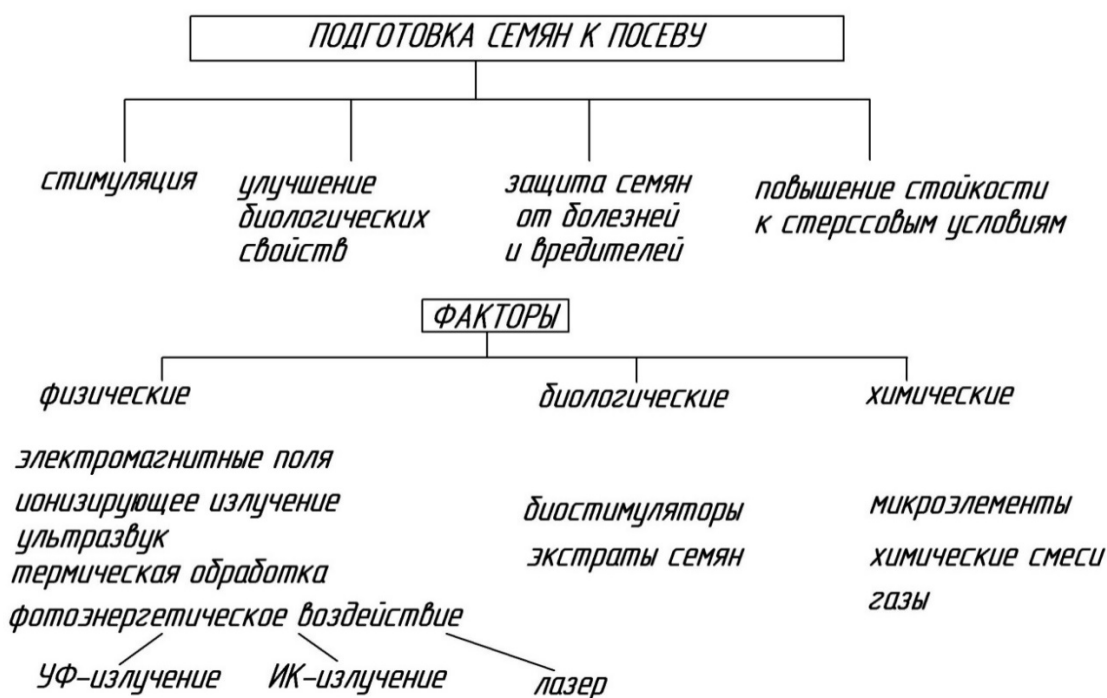 ПОДГОТОВКА СЕМЯН К ПОСЕВУ
стимуляция
улучшение
биологических
свойств
защита семян
от болезней
и вредителей
повышение стойкости
к стерссовым условиям
ФАКТОРЫ
физические
биологические
химические
электромагнитные поля
ионизирующее излучение
ультразвук
термическая обработка
фотоэнергетическое воздействие
УФ-излучение
ИК-излучение
лазер
биостимуляторы
экстраты семян
микроэлементы
химические смеси
газы